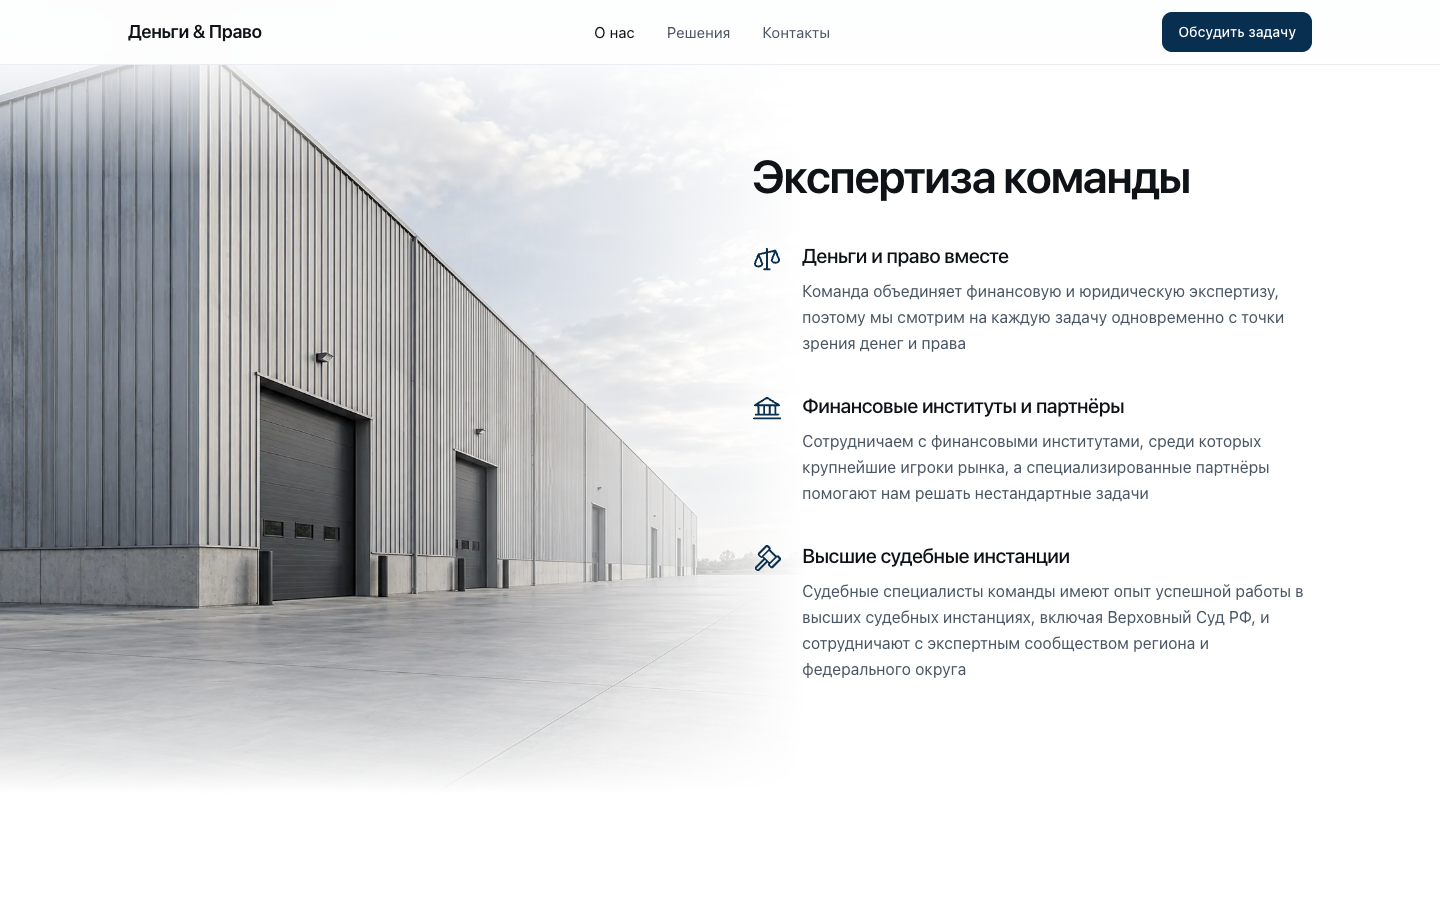 Деньги & Право
О нас
Решения
Контакты
Обсудить задачу
Экспертиза команды
Деньги и право вместе
Команда объединяет финансовую и юридическую экспертизу,
поэтому мы смотрим на каждую задачу одновременно с точки
зрения денег и права
Финансовые институты и партнёры
Сотрудничаем с финансовыми институтами, среди которых
крупнейшие игроки рынка, а специализированные партнёры
помогают нам решать нестандартные задачи
Высшие судебные инстанции
Судебные специалисты команды имеют опыт успешной работы в
высших судебных инстанциях, включая Верховный Суд РФ, и
сотрудничают с экспертным сообществом региона и
федерального округа